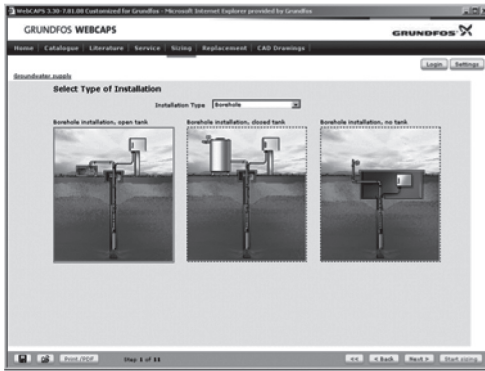 WebCAPS 3.30-7.01.08 Customized for Grundfos - Microsoft Internet Explorer provided by Grundfos
GRUNDFOS WEBCAPS
GRUNDFOS
Home Catalogue Literature Service Sizing Replacement CAD Drawings
Login Settings
Groundwater supply
Select Type of Installation
Installation Type Borehole
Borehole installation, open tank Borehole installation, closed tank Borehole installation, no tank
Print/PDF Step 1 of 11 << < Back Next > Start sizing